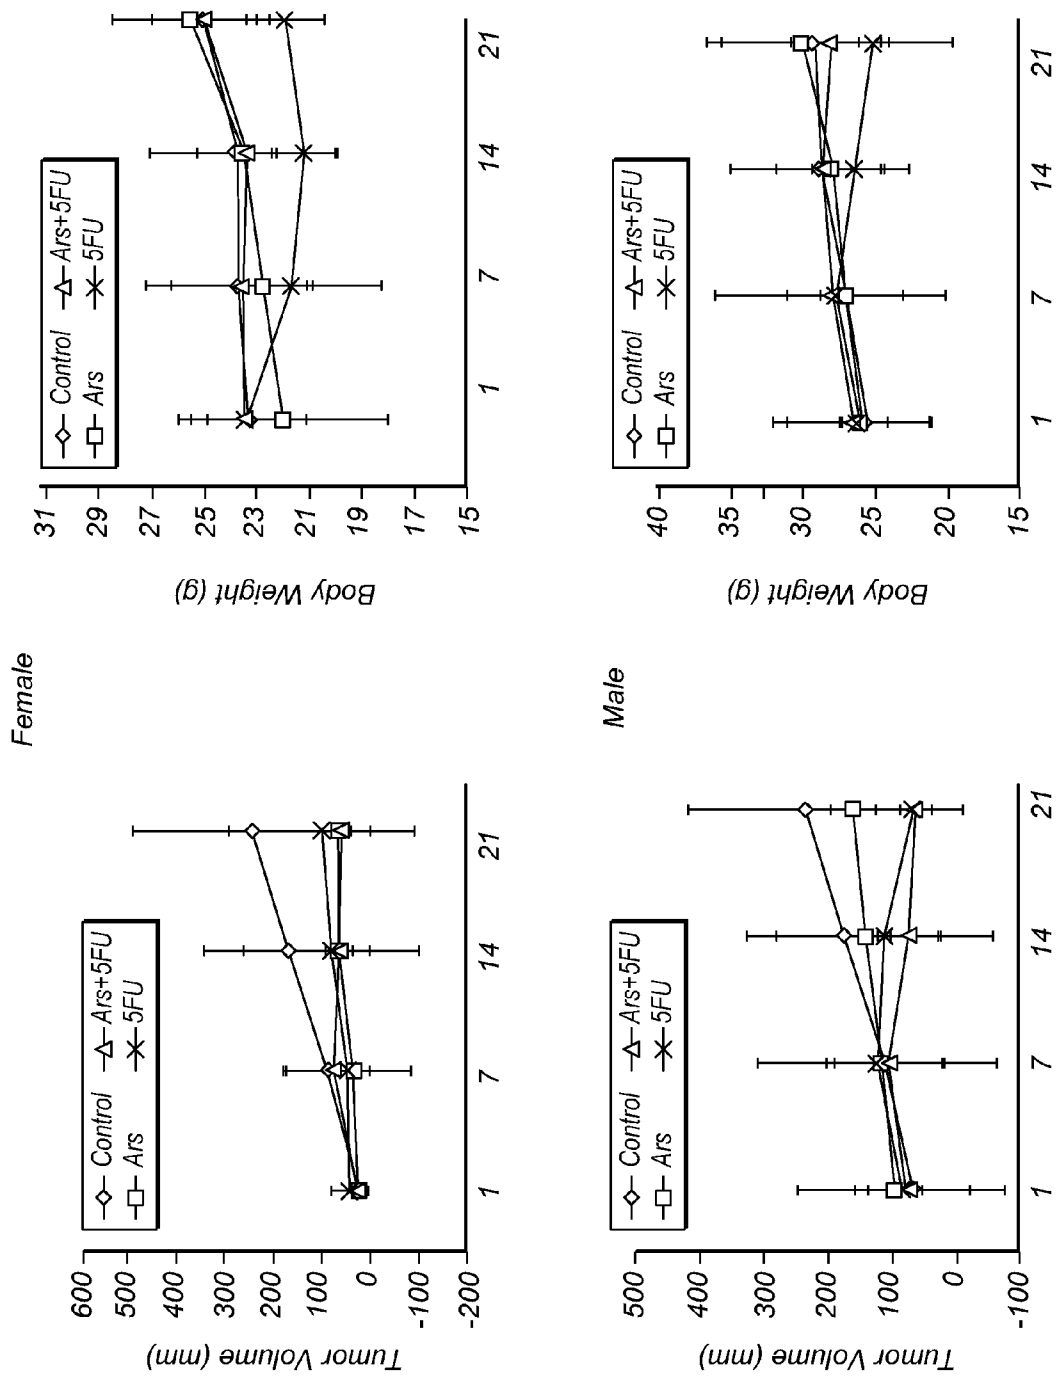 Female
Tumor Volume (mm)
600
500
400
300
200
100
0
-100
-200
Control
Ars+5FU
Ars
5FU
1 7 14 21
Body Weight (g)
31
29
27
25
23
21
19
17
15
Control
Ars+5FU
Ars
5FU
1 7 14 21
Male
Tumor Volume (mm)
500
400
300
200
100
0
-100
Control
Ars+5FU
Ars
5FU
1 7 14 21
Body Weight (g)
40
35
30
25
20
15
Control
Ars+5FU
Ars
5FU
1 7 14 21